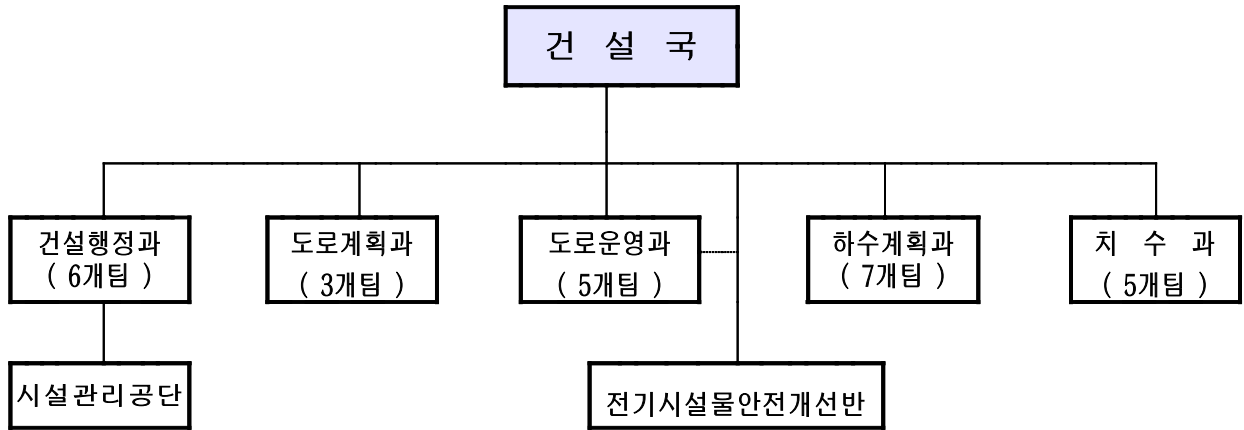 건 설 국
건설행정과
( 6개팀 )
도로계획과
( 3개팀 )
도로운영과
( 5개팀 )
하수계획과
( 7개팀 )
치 수 과
( 5개팀 )
시설관리공단
전기시설물안전개선반